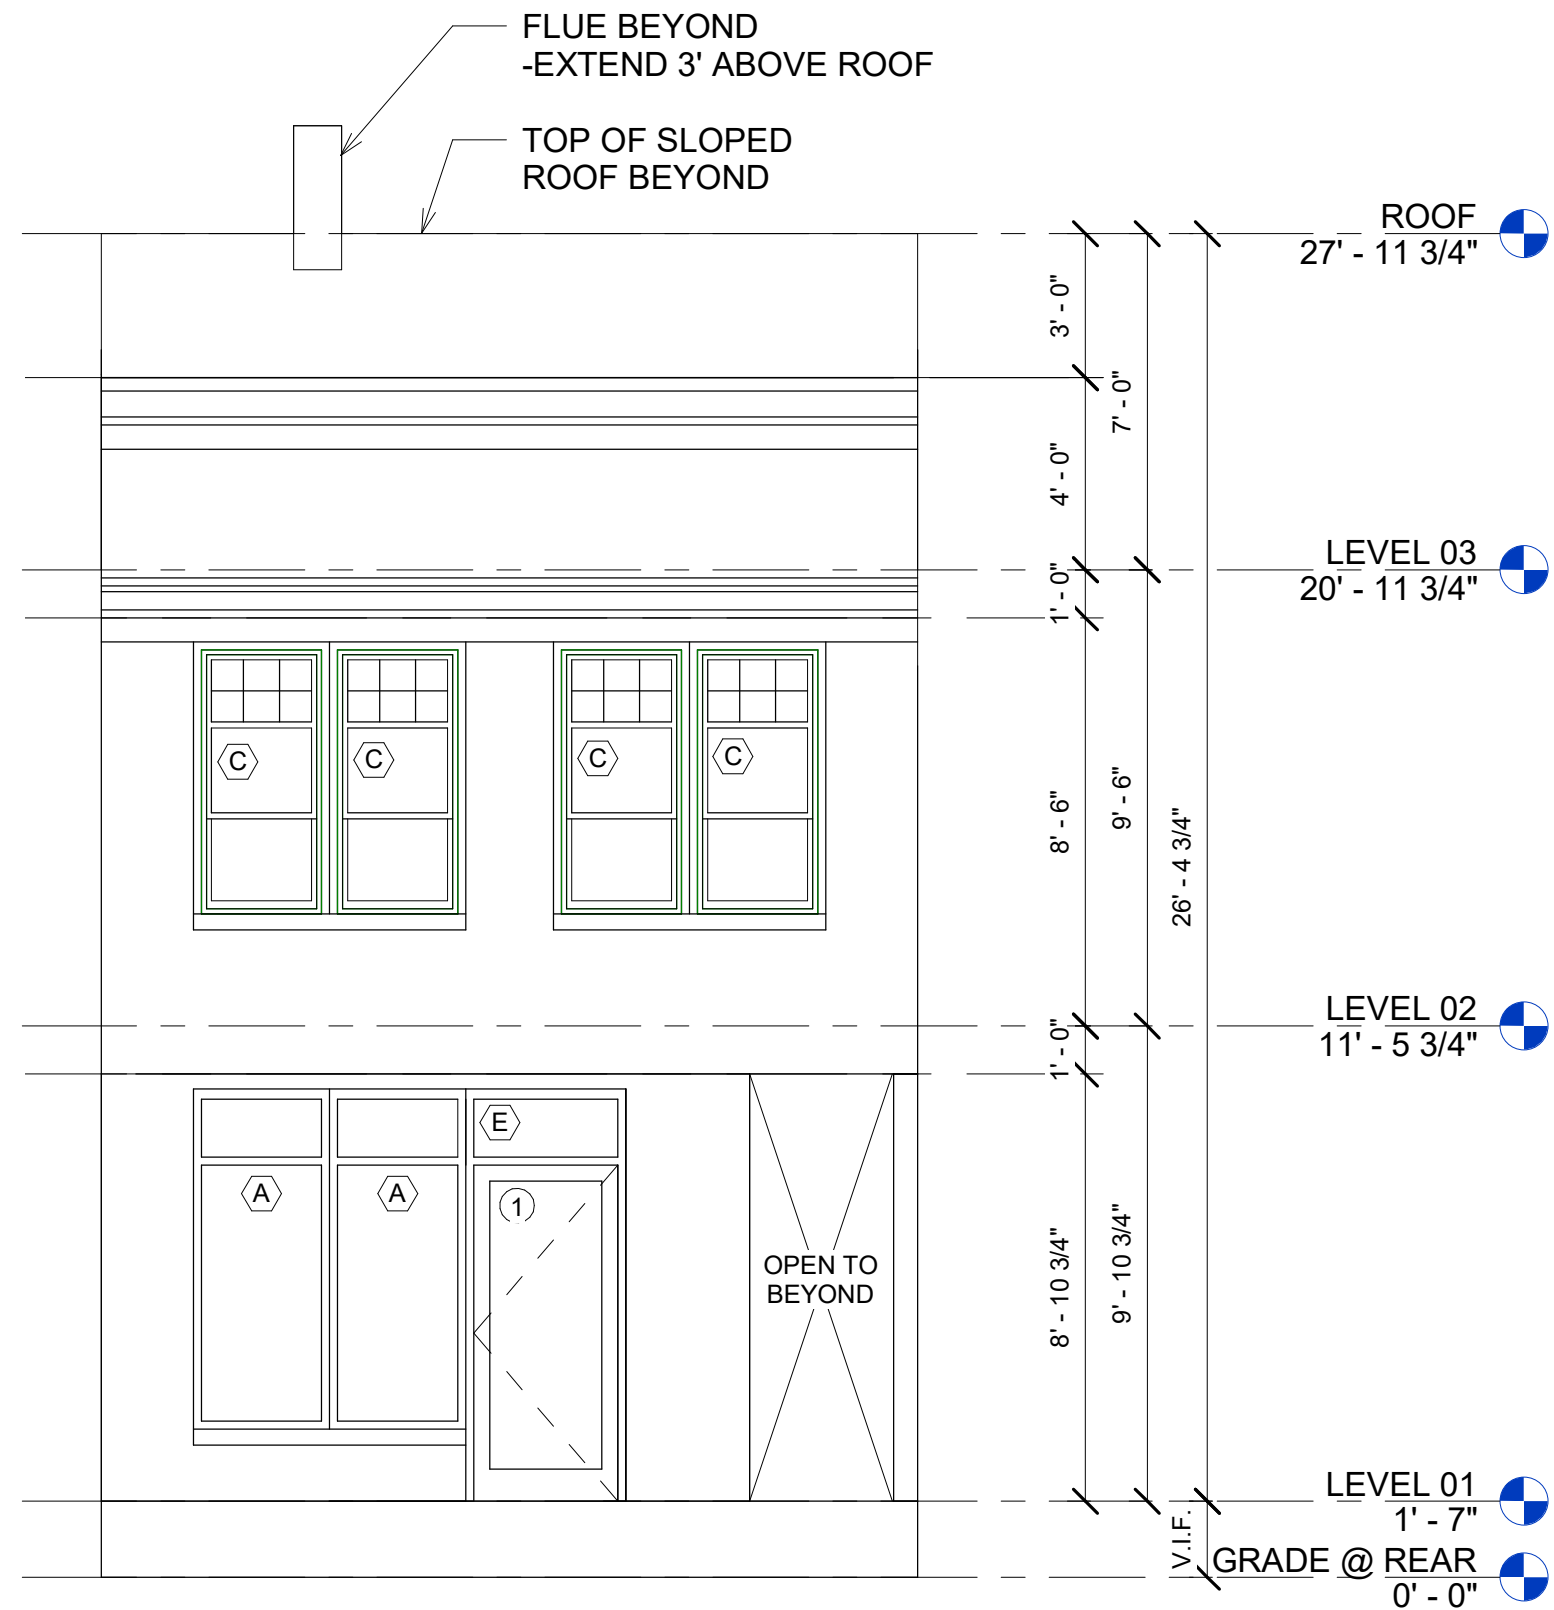 FLUE BEYOND
-EXTEND 3' ABOVE ROOF
TOP OF SLOPED
ROOF BEYOND
ROOF
27' - 11 3/4"
3' - 0"
7' - 0"
4' - 0"
LEVEL 03
20' - 11 3/4"
1' - 0"
C
C
C
C
8' - 6"
9' - 6"
26' - 4 3/4"
LEVEL 02
11' - 5 3/4"
1' - 0"
E
A
A
1
OPEN TO
BEYOND
8' - 10 3/4"
9' - 10 3/4"
LEVEL 01
1' - 7"
V.I.F.
GRADE @ REAR
0' - 0"